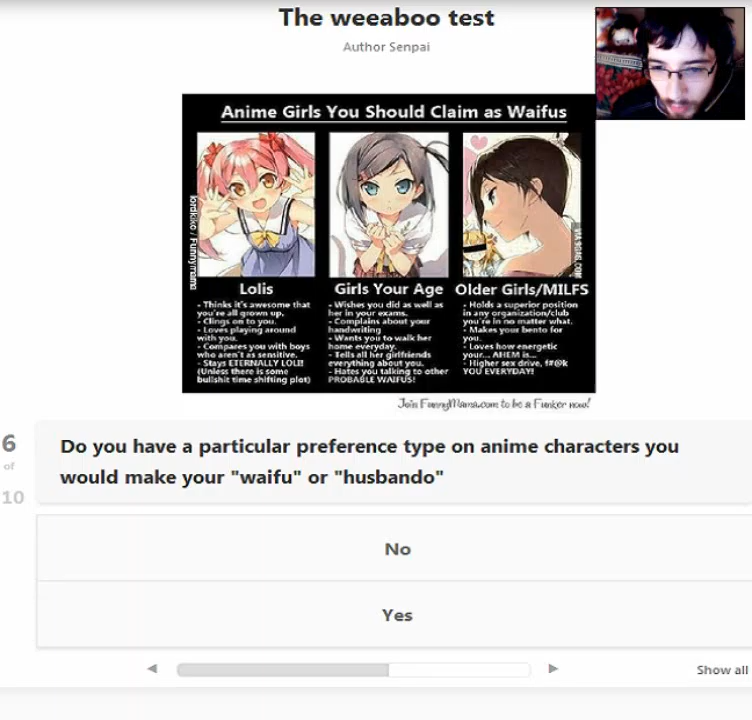 The weeaboo test
Author Senpai
Anime Girls You Should Claim as Waifus
lordkiko / Funnymama
VIA 9GAG.COM
Lolis
- Thinks it's awesome that
you're all grown up.
- Clings on to you.
- Loves playing around
with you.
- Compares you with boys
who aren't as sensitive.
- Stays ETERNALLY LOLI!
(Unless there is some
bullshit time shifting plot)
Girls Your Age
- Wishes you did as well as
her in your exams.
- Complains about your
handwriting
- Wants you to walk her
home everyday.
- Tells all her girlfriends
everything about you.
- Hates you talking to other
PROBABLE WAIFUS!
Older Girls/MILFS
- Holds a superior position
in any organization/club
you're in no matter what.
- Makes your bento for
you.
- Loves how energetic
your... AHEM is...
- Higher sex drive, f#@k
YOU EVERYDAY!
Join FunnyMama.com to be a Funker now!
6
of
10
Do you have a particular preference type on anime characters you
would make your "waifu" or "husbando"
No
Yes
Show all